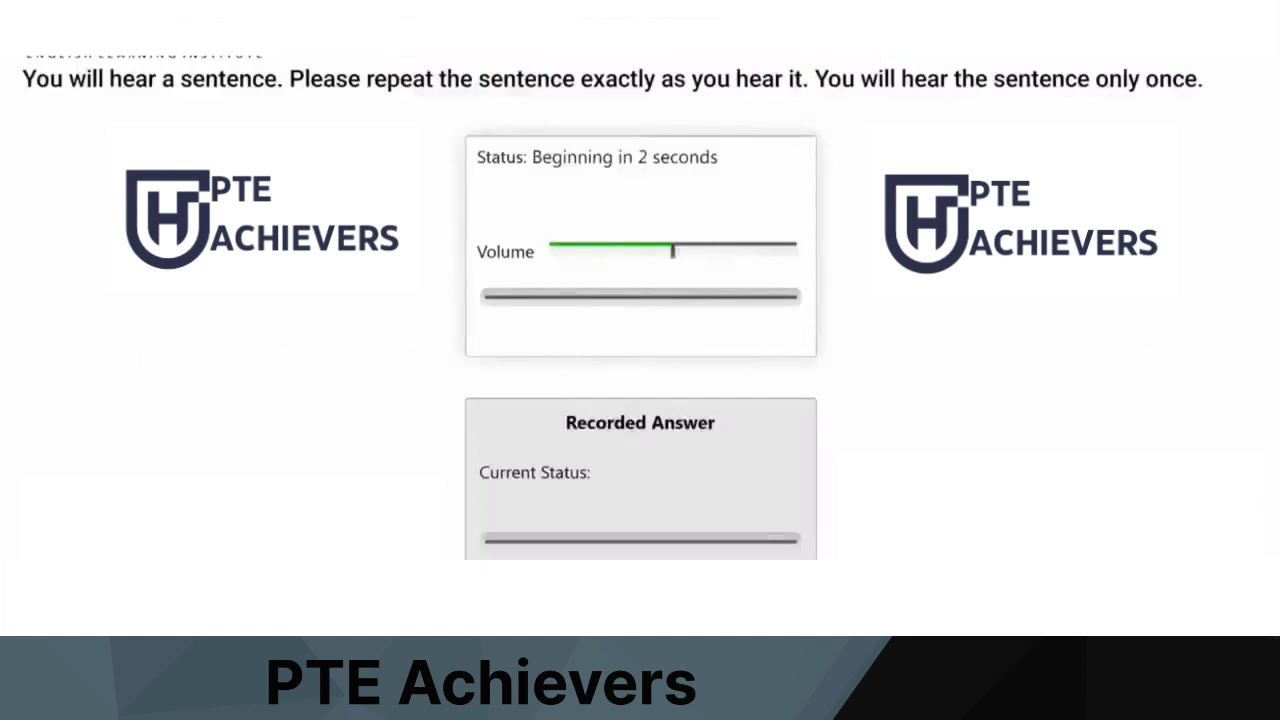 You will hear a sentence. Please repeat the sentence exactly as you hear it. You will hear the sentence only once.
Status: Beginning in 2 seconds
PTE
ACHIEVERS
PTE
ACHIEVERS
Volume
Recorded Answer
Current Status:
PTE Achievers